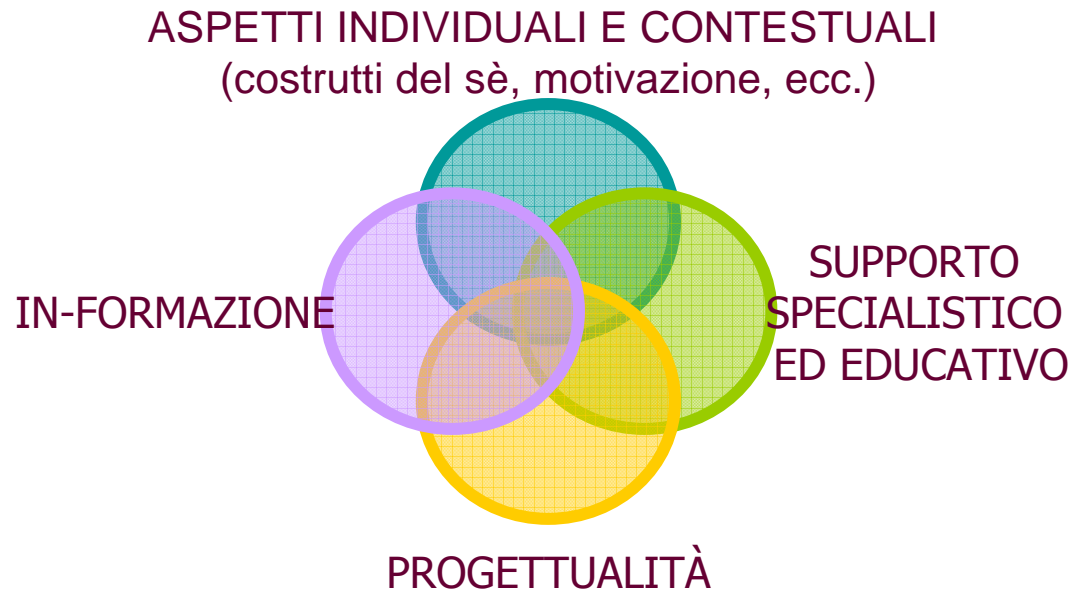 ASPETTI INDIVIDUALI E CONTESTUALI
(costrutti del sè, motivazione, ecc.)
IN-FORMAZIONE
SUPPORTO
SPECIALISTICO
ED EDUCATIVO
PROGETTUALITÀ